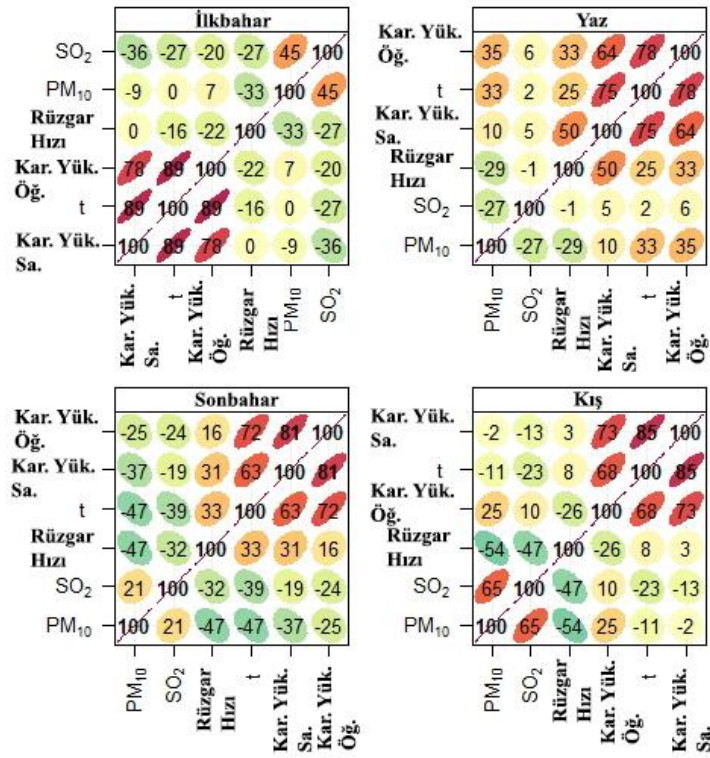 İlkbahar
SO₂ -36 -27 -20 -27 45 100
PM₁₀ -9 0 7 -33 100 45
Rüzgar Hızı 0 -16 -22 100 -33 -27
Kar. Yük. Öğ. 78 89 100 -22 7 -20
t 89 100 89 -16 0 -27
Kar. Yük. Sa. 100 89 78 0 -9 -36
Kar. Yük. Sa.
t
Kar. Yük. Öğ.
Rüzgar Hızı
PM₁₀
SO₂
Yaz
Kar. Yük. Öğ. 35 6 33 64 78 100
t 33 2 25 75 100 78
Kar. Yük. Sa. 10 5 50 100 75 64
Rüzgar Hızı -29 -1 100 50 25 33
SO₂ -27 100 -1 5 2 6
PM₁₀ 100 -27 -29 10 33 35
PM₁₀
SO₂
Rüzgar Hızı
Kar. Yük. Sa.
t
Kar. Yük. Öğ.
Sonbahar
Kar. Yük. Öğ. -25 -24 16 72 81 100
Kar. Yük. Sa. -37 -19 31 63 100 81
t -47 -39 33 100 63 72
Rüzgar Hızı -47 -32 100 33 31 16
SO₂ 21 100 -32 -39 -19 -24
PM₁₀ 100 21 -47 -47 -37 -25
PM₁₀
SO₂
Rüzgar Hızı
t
Kar. Yük. Sa.
Kar. Yük. Öğ.
Kış
Kar. Yük. Sa. -2 -13 3 73 85 100
t -11 -23 8 68 100 85
Kar. Yük. Öğ. 25 10 -26 100 68 73
Rüzgar Hızı -54 -47 100 -26 8 3
SO₂ 65 100 -47 10 -23 -13
PM₁₀ 100 65 -54 25 -11 -2
PM₁₀
SO₂
Rüzgar Hızı
Kar. Yük. Öğ.
t
Kar. Yük. Sa.